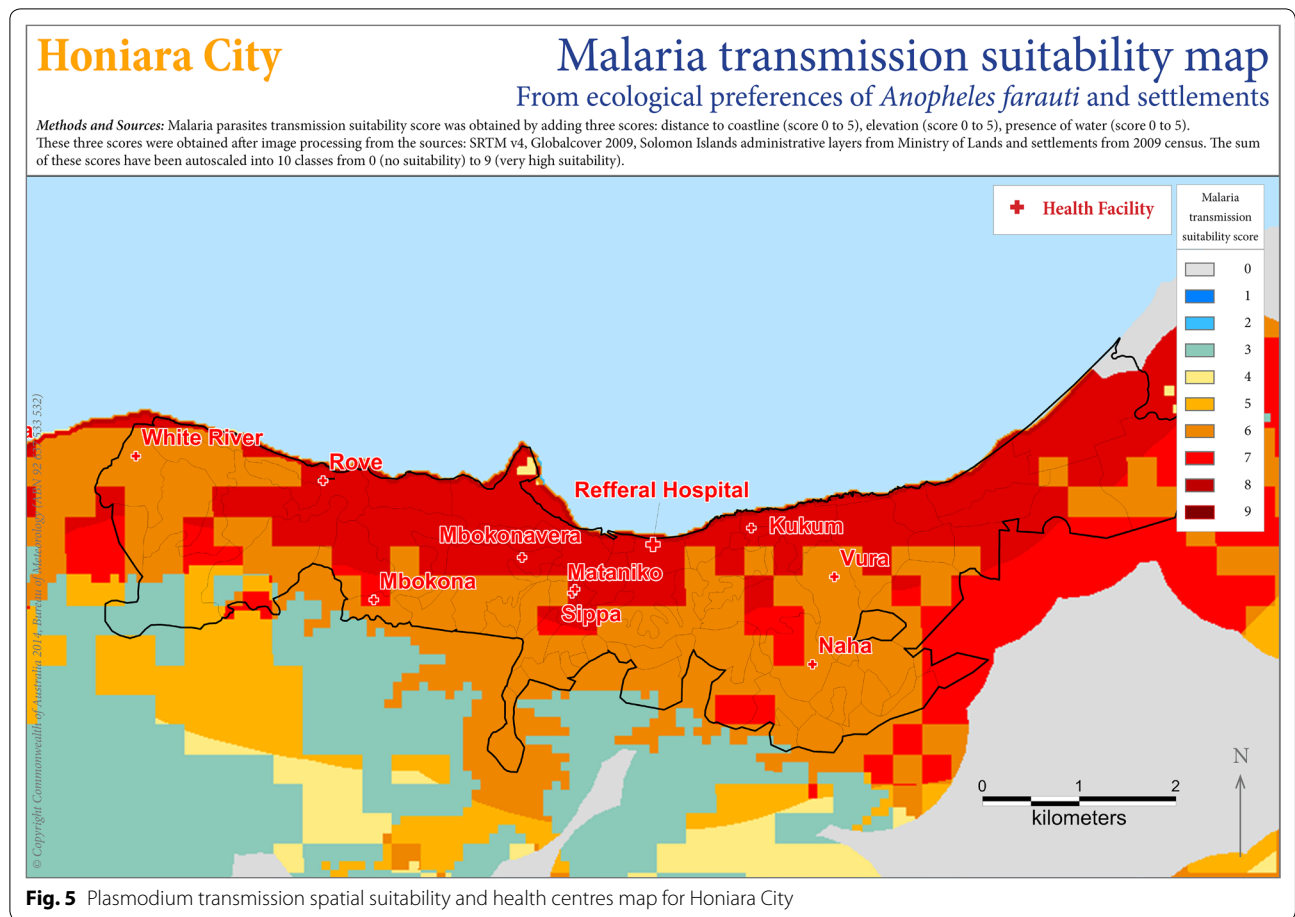 Honiara City
Malaria transmission suitability map
From ecological preferences of Anopheles farauti and settlements
Methods and Sources: Malaria parasites transmission suitability score was obtained by adding three scores: distance to coastline (score 0 to 5), elevation (score 0 to 5), presence of water (score 0 to 5).
These three scores were obtained after image processing from the sources: SRTM v4, Globalcover 2009, Solomon Islands administrative layers from Ministry of Lands and settlements from 2009 census. The sum
of these scores have been autoscaled into 10 classes from 0 (no suitability) to 9 (very high suitability).
Health Facility
Malaria
transmission
suitability score
0
1
2
3
4
5
6
7
8
9
White River
Rove
Refferal Hospital
Mbokonavera
Kukum
Vura
Mataniko
Mbokona
Sippa
Naha
a
© Copyright Commonwealth of Australia 2014, Bureau of Meteorology (ABN 92 637 533 532)
N
0 1 2
kilometers
Fig. 5 Plasmodium transmission spatial suitability and health centres map for Honiara City